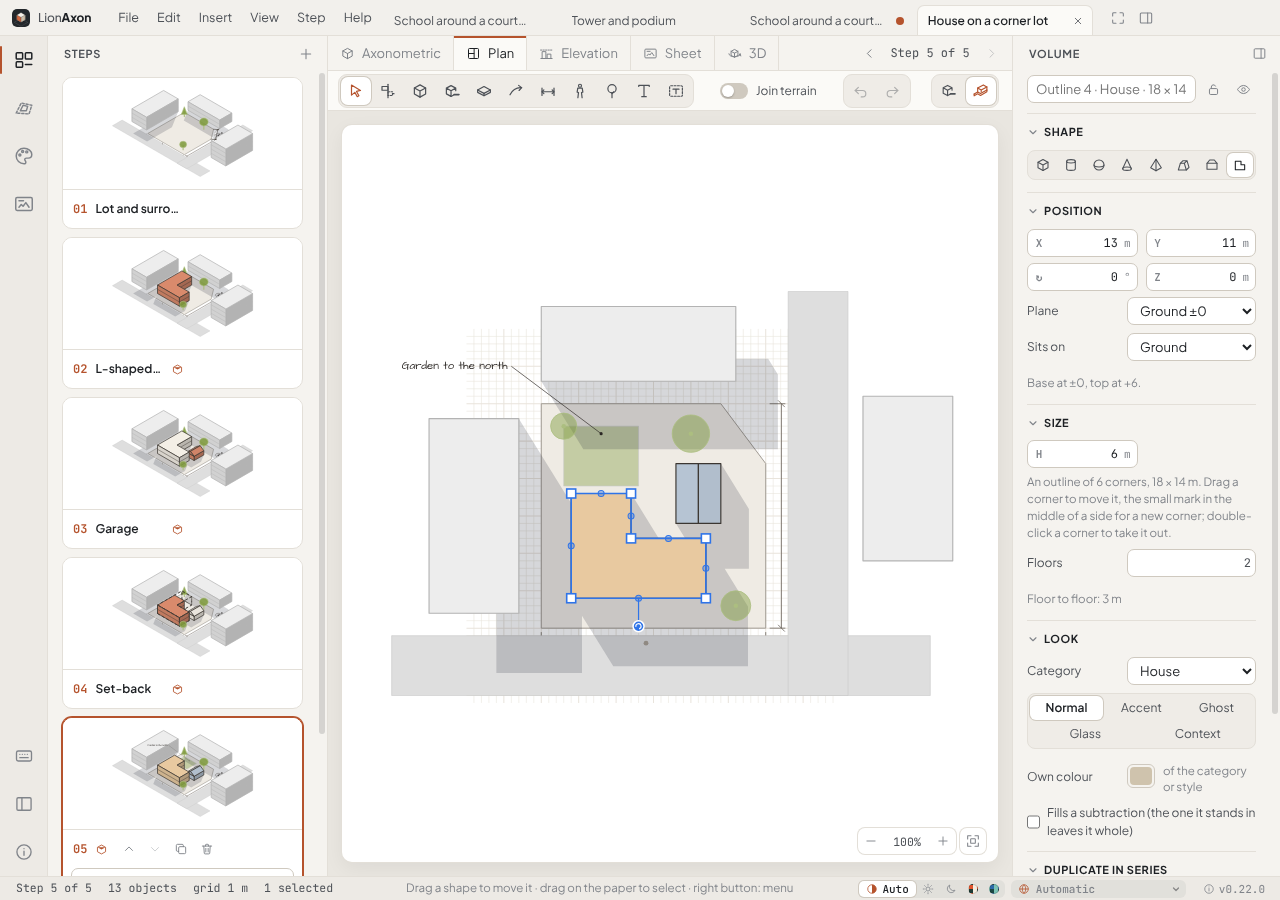 LionAxon
File
Edit
Insert
View
Step
Help
School around a court…
Tower and podium
School around a court…
House on a corner lot
STEPS
01 Lot and surro…
02 L-shaped…
03 Garage
04 Set-back
05
Axonometric
Plan
Elevation
Sheet
3D
Step 5 of 5
Join terrain
Garden to the north
100%
VOLUME
Outline 4 · House · 18 × 14
SHAPE
POSITION
X 13 m
Y 11 m
↻ 0 °
Z 0 m
Plane
Ground ±0
Sits on
Ground
Base at ±0, top at +6.
SIZE
H 6 m
An outline of 6 corners, 18 × 14 m. Drag a
corner to move it, the small mark in the
middle of a side for a new corner; double-
click a corner to take it out.
Floors
2
Floor to floor: 3 m
LOOK
Category
House
Normal
Accent
Ghost
Glass
Context
Own colour
of the category
or style
Fills a subtraction (the one it stands in
leaves it whole)
DUPLICATE IN SERIES
Step 5 of 5
13 objects
grid 1 m
1 selected
Drag a shape to move it · drag on the paper to select · right button: menu
Auto
Automatic
v0.22.0